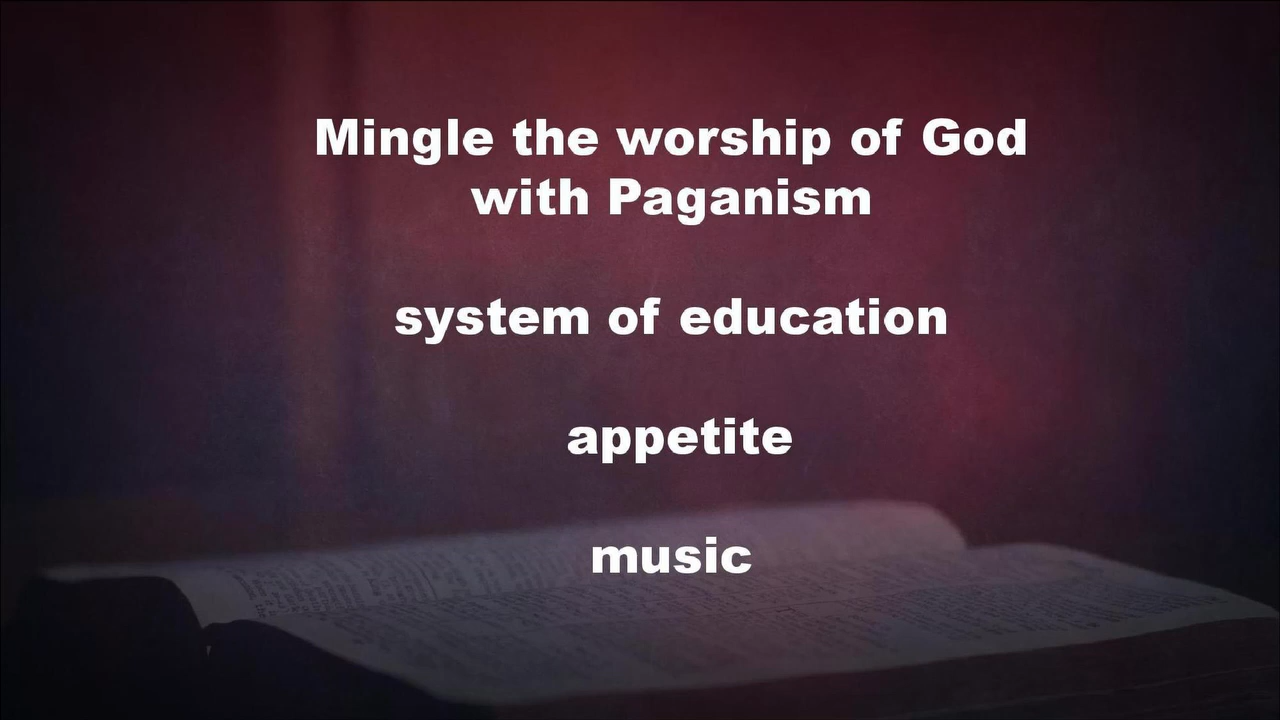 Mingle the worship of God
with Paganism
system of education
appetite
music